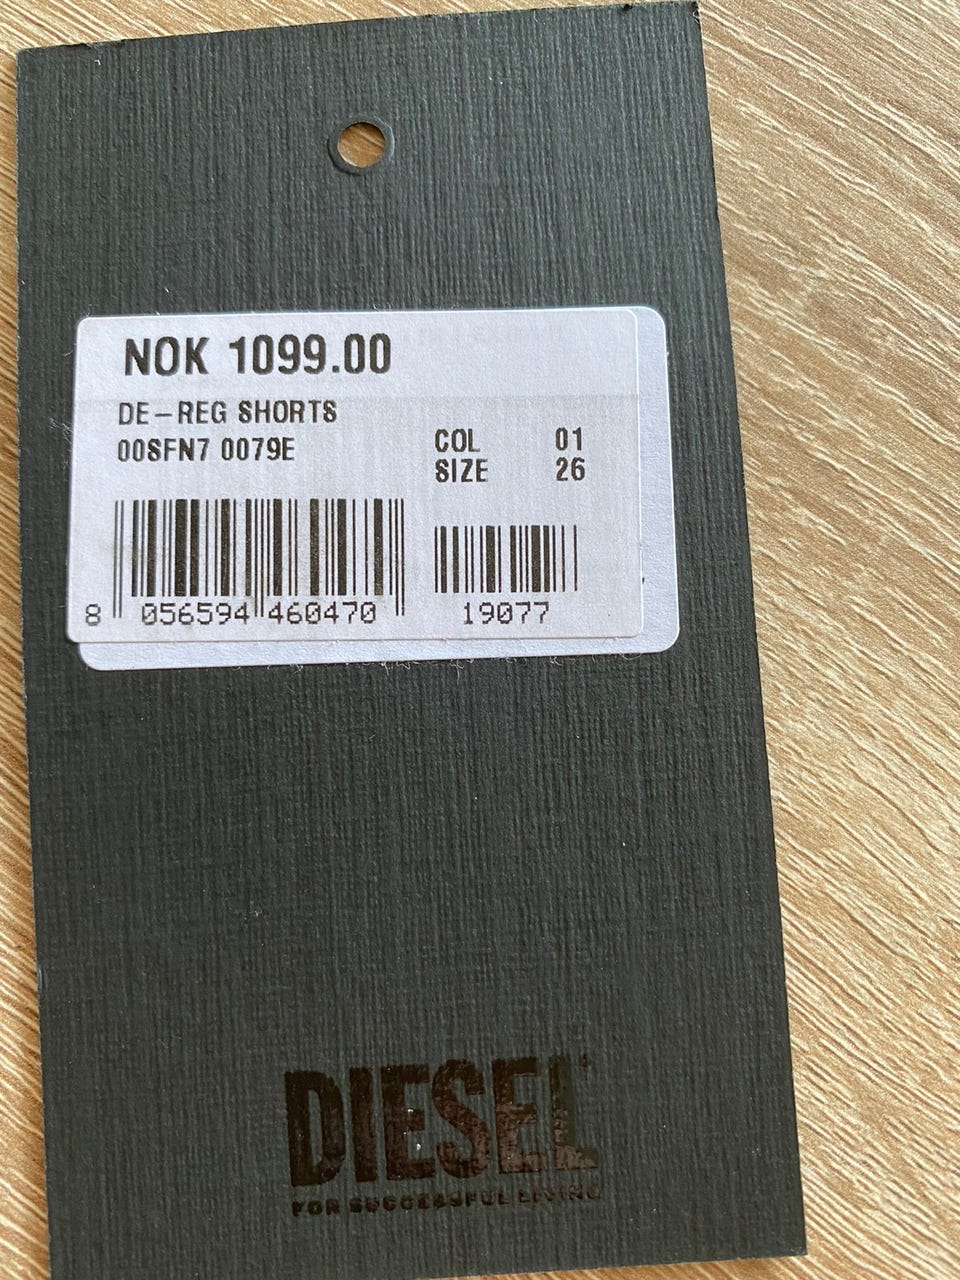 NOK 1099.00
DE-REG SHORTS
00SFN7 0079E
COL 01
SIZE 26
8 056594 460470
19077
DIESEL
FOR SUCCESSFUL LIVING